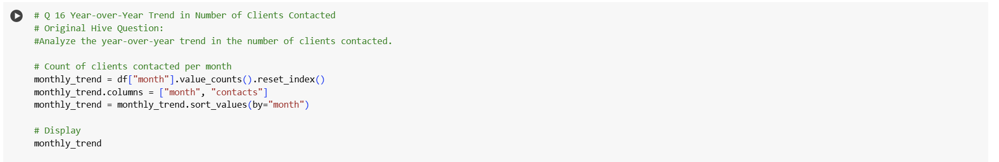 # Q 16 Year-over-Year Trend in Number of Clients Contacted
# Original Hive Question:
#Analyze the year-over-year trend in the number of clients contacted.
# Count of clients contacted per month
monthly_trend = df["month"].value_counts().reset_index()
monthly_trend.columns = ["month", "contacts"]
monthly_trend = monthly_trend.sort_values(by="month")
# Display
monthly_trend